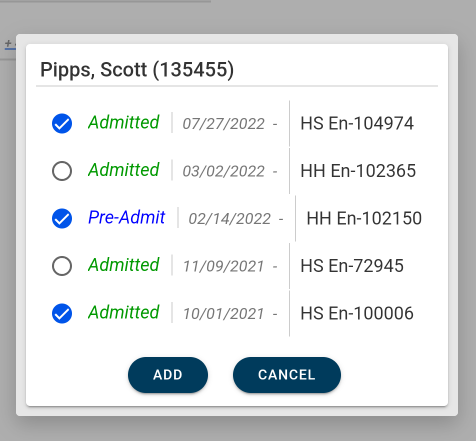 +
Pipps, Scott (135455)
Admitted 07/27/2022 - HS En-104974
Admitted 03/02/2022 - HH En-102365
Pre-Admit 02/14/2022 - HH En-102150
Admitted 11/09/2021 - HS En-72945
Admitted 10/01/2021 - HS En-100006
ADD CANCEL